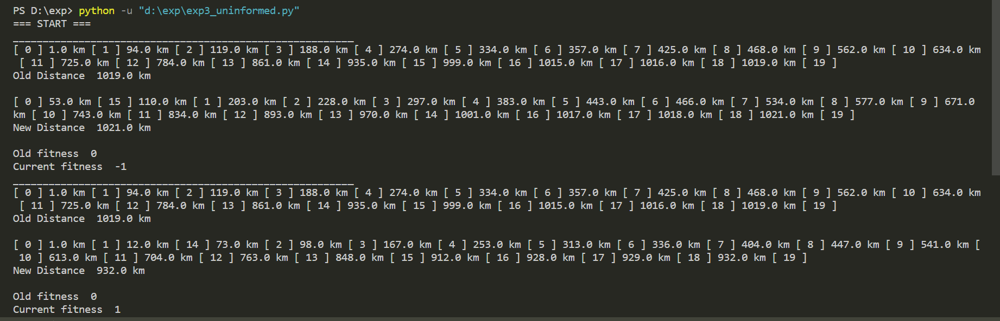 PS D:\exp> python -u "d:\exp\exp3_uninformed.py"
=== START ===
_________________________________________________________
[ 0 ] 1.0 km [ 1 ] 94.0 km [ 2 ] 119.0 km [ 3 ] 188.0 km [ 4 ] 274.0 km [ 5 ] 334.0 km [ 6 ] 357.0 km [ 7 ] 425.0 km [ 8 ] 468.0 km [ 9 ] 562.0 km [ 10 ] 634.0 km
[ 11 ] 725.0 km [ 12 ] 784.0 km [ 13 ] 861.0 km [ 14 ] 935.0 km [ 15 ] 999.0 km [ 16 ] 1015.0 km [ 17 ] 1016.0 km [ 18 ] 1019.0 km [ 19 ]
Old Distance  1019.0 km
[ 0 ] 53.0 km [ 15 ] 110.0 km [ 1 ] 203.0 km [ 2 ] 228.0 km [ 3 ] 297.0 km [ 4 ] 383.0 km [ 5 ] 443.0 km [ 6 ] 466.0 km [ 7 ] 534.0 km [ 8 ] 577.0 km [ 9 ] 671.0
km [ 10 ] 743.0 km [ 11 ] 834.0 km [ 12 ] 893.0 km [ 13 ] 970.0 km [ 14 ] 1001.0 km [ 16 ] 1017.0 km [ 17 ] 1018.0 km [ 18 ] 1021.0 km [ 19 ]
New Distance  1021.0 km
Old fitness  0
Current fitness  -1
_________________________________________________________
[ 0 ] 1.0 km [ 1 ] 94.0 km [ 2 ] 119.0 km [ 3 ] 188.0 km [ 4 ] 274.0 km [ 5 ] 334.0 km [ 6 ] 357.0 km [ 7 ] 425.0 km [ 8 ] 468.0 km [ 9 ] 562.0 km [ 10 ] 634.0 km
[ 11 ] 725.0 km [ 12 ] 784.0 km [ 13 ] 861.0 km [ 14 ] 935.0 km [ 15 ] 999.0 km [ 16 ] 1015.0 km [ 17 ] 1016.0 km [ 18 ] 1019.0 km [ 19 ]
Old Distance  1019.0 km
[ 0 ] 1.0 km [ 1 ] 12.0 km [ 14 ] 73.0 km [ 2 ] 98.0 km [ 3 ] 167.0 km [ 4 ] 253.0 km [ 5 ] 313.0 km [ 6 ] 336.0 km [ 7 ] 404.0 km [ 8 ] 447.0 km [ 9 ] 541.0 km [
10 ] 613.0 km [ 11 ] 704.0 km [ 12 ] 763.0 km [ 13 ] 848.0 km [ 15 ] 912.0 km [ 16 ] 928.0 km [ 17 ] 929.0 km [ 18 ] 932.0 km [ 19 ]
New Distance  932.0 km
Old fitness  0
Current fitness  1